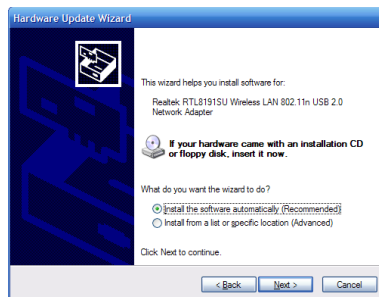 Hardware Update Wizard
This wizard helps you install software for:
Realtek RTL8191SU Wireless LAN 802.11n USB 2.0
Network Adapter
If your hardware came with an installation CD
or floppy disk, insert it now.
What do you want the wizard to do?
Install the software automatically (Recommended)
Install from a list or specific location (Advanced)
Click Next to continue.
< Back Next > Cancel